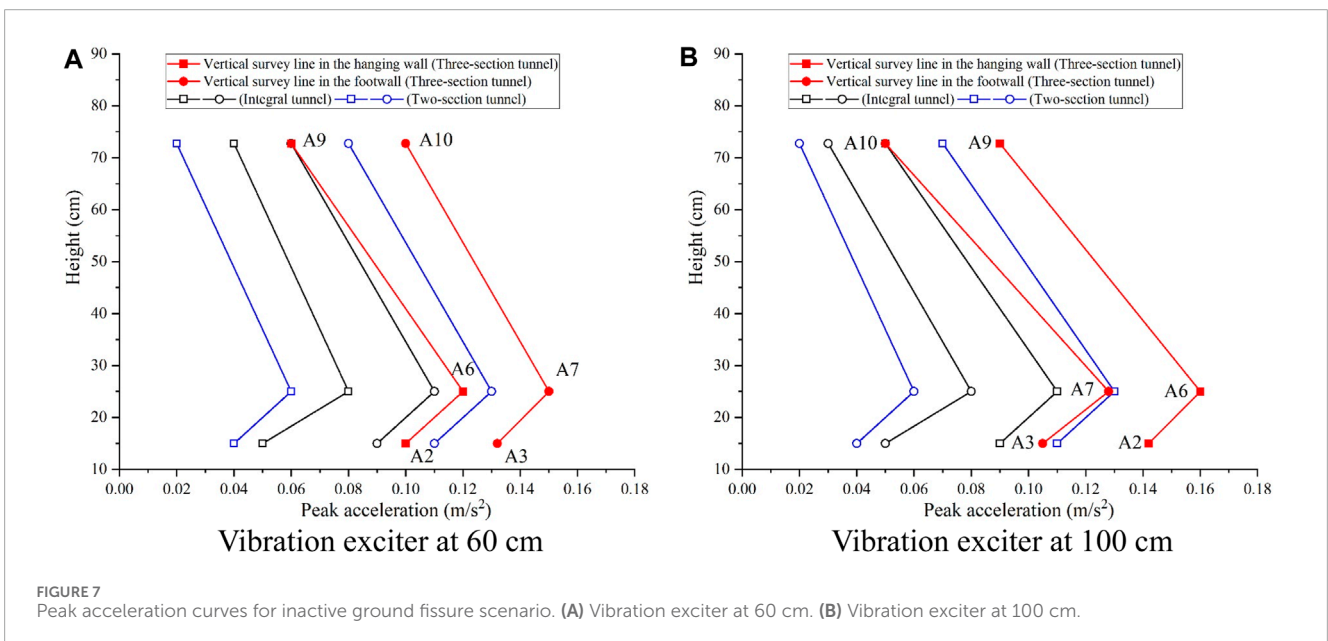 A
Vertical survey line in the hanging wall (Three-section tunnel)
Vertical survey line in the footwall (Three-section tunnel)
(Integral tunnel) (Two-section tunnel)
90
80
70
60
50
40
30
20
10
Height (cm)
A9
A10
A6
A7
A2
A3
0.00 0.02 0.04 0.06 0.08 0.10 0.12 0.14 0.16 0.18
Peak acceleration (m/s²)
Vibration exciter at 60 cm
B
Vertical survey line in the hanging wall (Three-section tunnel)
Vertical survey line in the footwall (Three-section tunnel)
(Integral tunnel) (Two-section tunnel)
90
80
70
60
50
40
30
20
10
Height (cm)
A10
A9
A7
A6
A3
A2
0.00 0.02 0.04 0.06 0.08 0.10 0.12 0.14 0.16 0.18
Peak acceleration (m/s²)
Vibration exciter at 100 cm
FIGURE 7
Peak acceleration curves for inactive ground fissure scenario. (A) Vibration exciter at 60 cm. (B) Vibration exciter at 100 cm.